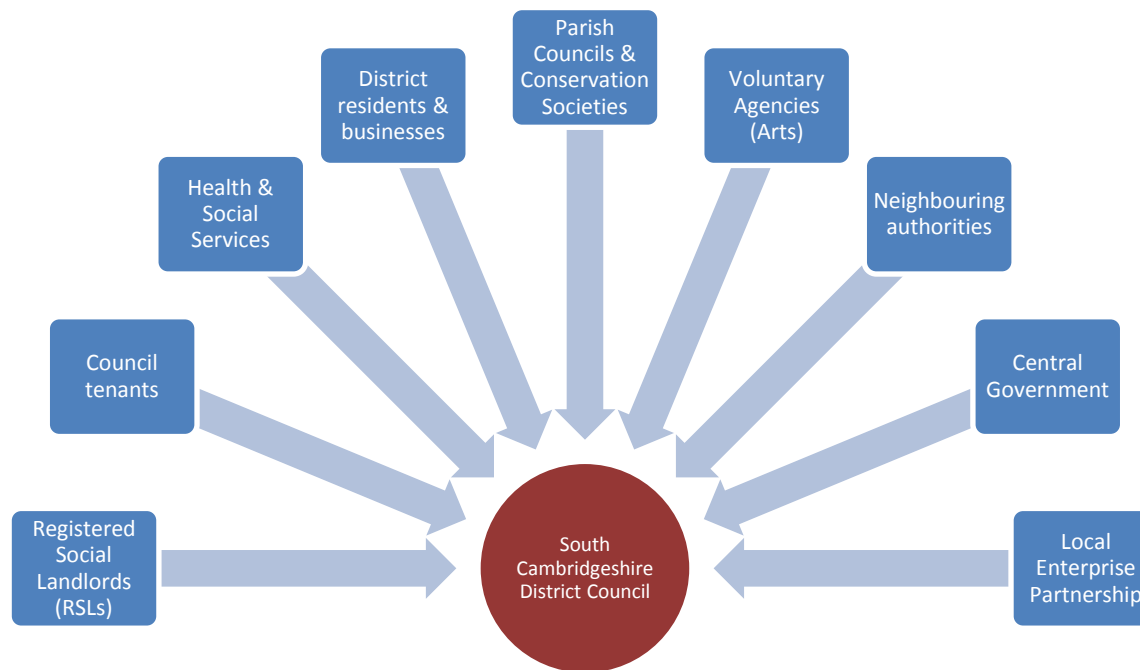 Parish
Councils &
Conservation
Societies
District
residents &
businesses
Voluntary
Agencies
(Arts)
Health &
Social
Services
Neighbouring
authorities
Council
tenants
Central
Government
Registered
Social
Landlords
(RSLs)
South
Cambridgeshire
District Council
Local
Enterprise
Partnership